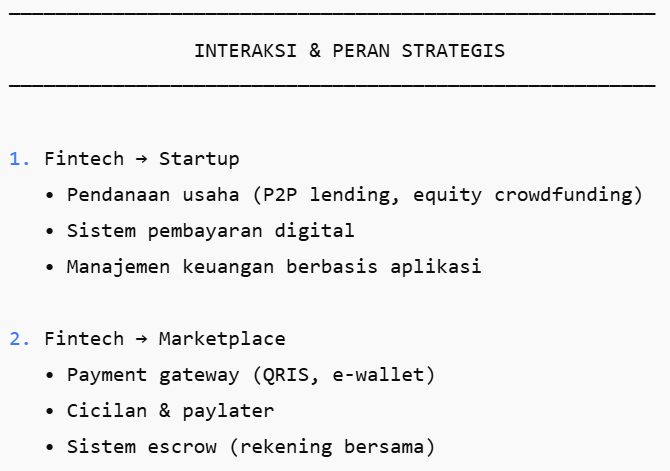 INTERAKSI & PERAN STRATEGIS
1. Fintech → Startup
• Pendanaan usaha (P2P lending, equity crowdfunding)
• Sistem pembayaran digital
• Manajemen keuangan berbasis aplikasi
2. Fintech → Marketplace
• Payment gateway (QRIS, e-wallet)
• Cicilan & paylater
• Sistem escrow (rekening bersama)